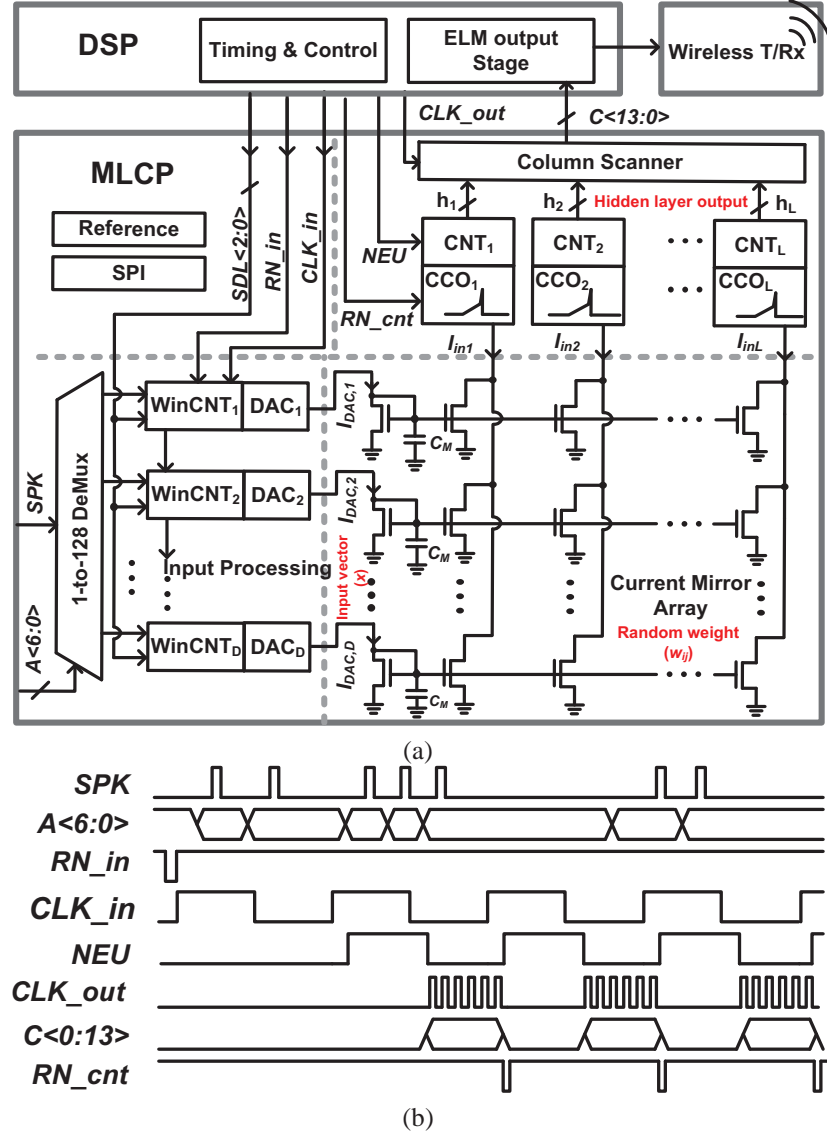 DSP
Timing & Control
ELM output
Stage
Wireless T/Rx
CLK_out
C<13:0>
MLCP
Reference
SPI
SDL<2:0>
RN_in
CLK_in
NEU
RN_cnt
Column Scanner
h1
h2
Hidden layer output
hL
CNT1
CNT2
CNTL
CCO1
CCO2
CCOL
Iin1
Iin2
IinL
SPK
A<6:0>
1-to-128 DeMux
WinCNT1
DAC1
IDAC,1
CM
WinCNT2
DAC2
IDAC,2
CM
Input Processing
Input vector
(x)
Current Mirror
Array
Random weight
(wij)
WinCNTD
DACD
IDAC,D
CM
(a)
SPK
A<6:0>
RN_in
CLK_in
NEU
CLK_out
C<0:13>
RN_cnt
(b)